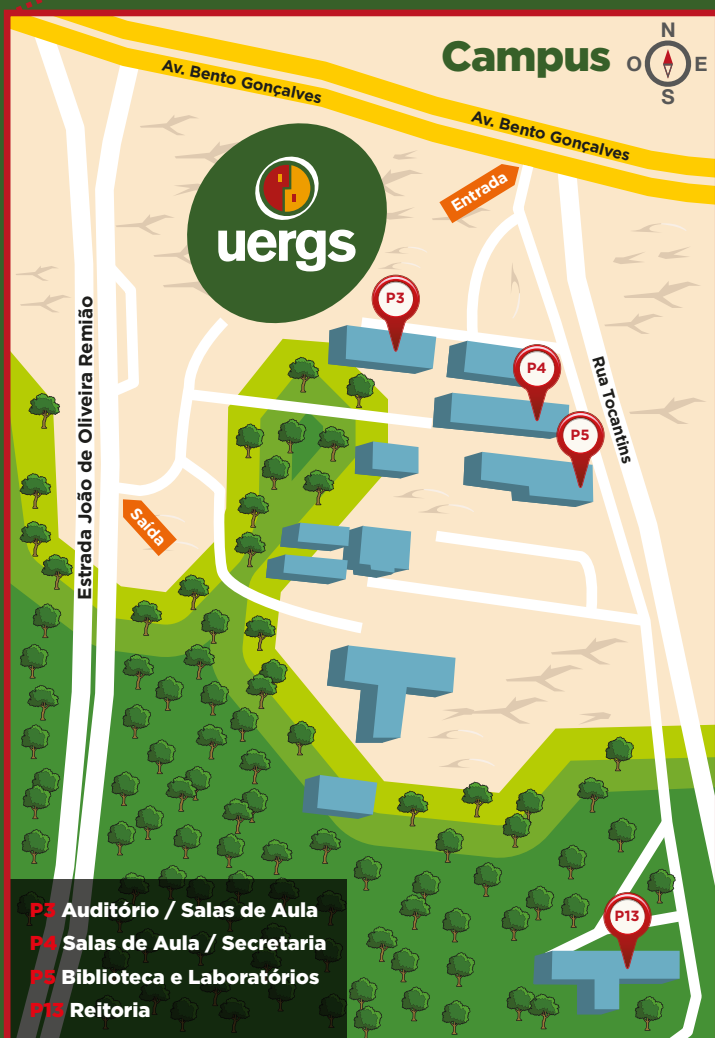 Campus
N
O E
S
Av. Bento Gonçalves
Av. Bento Gonçalves
Entrada
uergs
P3
P4
P5
Rua Tocantins
Estrada João de Oliveira Remião
Saída
P13
P3 Auditório / Salas de Aula
P4 Salas de Aula / Secretaria
P5 Biblioteca e Laboratórios
P13 Reitoria